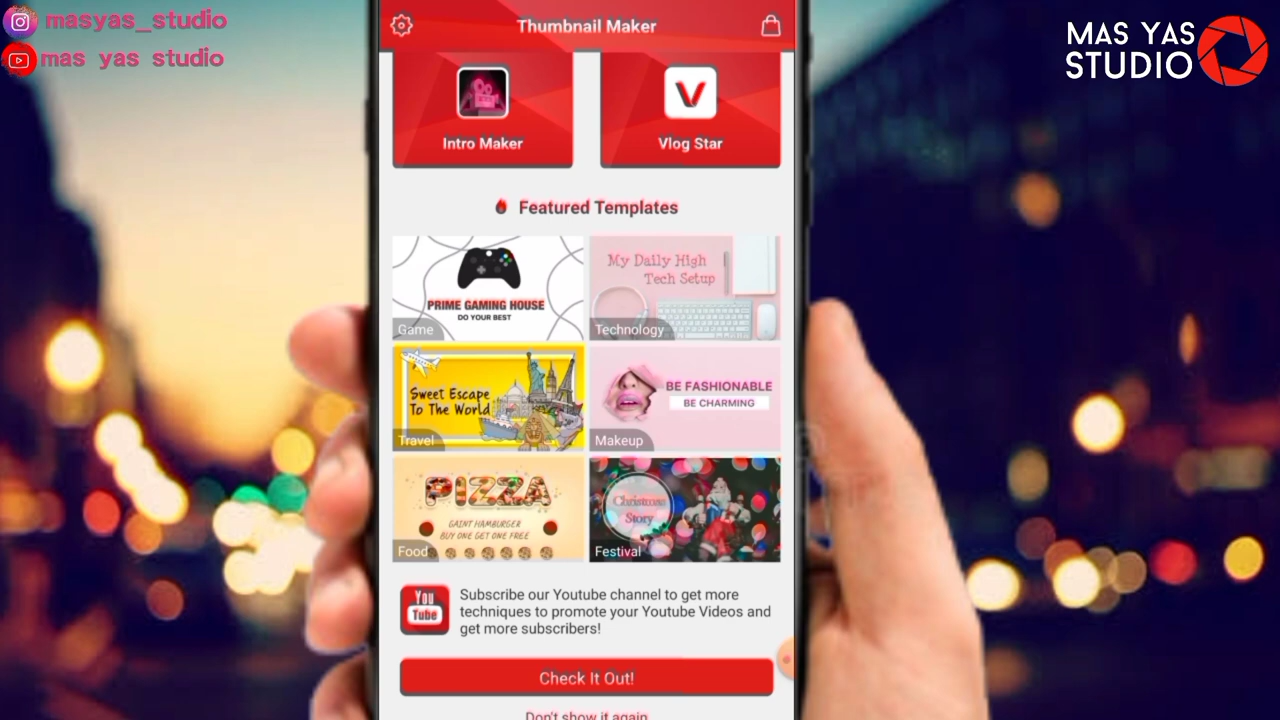 masyas_studio
mas yas studio
MAS YAS
STUDIO
Thumbnail Maker
Intro Maker
Vlog Star
Featured Templates
PRIME GAMING HOUSE
DO YOUR BEST
Game
My Daily High
Tech Setup
Technology
Sweet Escape
To The World
Travel
BE FASHIONABLE
BE CHARMING
Makeup
PIZZA
GAINT HAMBURGER
BUY ONE GET ONE FREE
Food
Christmas
Story
Festival
You
Tube
Subscribe our Youtube channel to get more
techniques to promote your Youtube Videos and
get more subscribers!
Check It Out!
Don't show it again